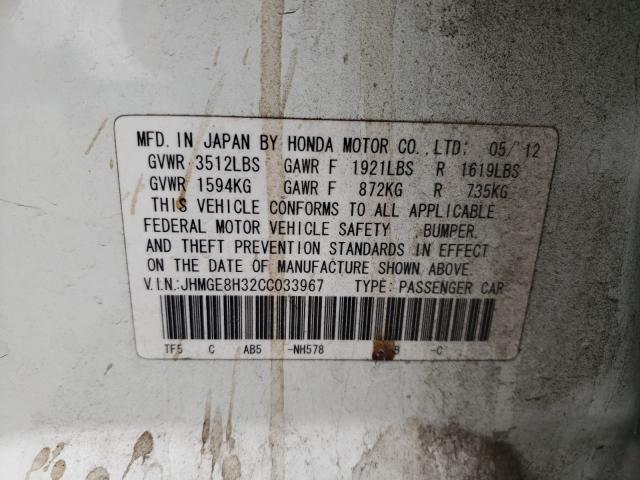 MFD. IN JAPAN BY HONDA MOTOR CO., LTD: 05/12
GVWR 3512LBS GAWR F 1921LBS R 1619LBS
GVWR 1594KG GAWR F 872KG R 735KG
THIS VEHICLE CONFORMS TO ALL APPLICABLE
FEDERAL MOTOR VEHICLE SAFETY , BUMPER,
AND THEFT PREVENTION STANDARDS IN EFFECT
ON THE DATE OF MANUFACTURE SHOWN ABOVE.
V.I.N.:JHMGE8H32CC033967 TYPE: PASSENGER CAR
TF5 C AB5 -NH578 -C